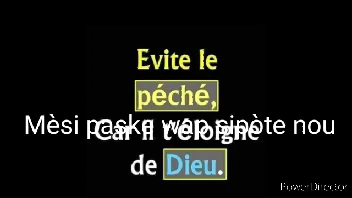 Evite le
péché,
Mèsi paske wap sipòte nou
Car il t'éloigne
de Dieu.
PowerDirector